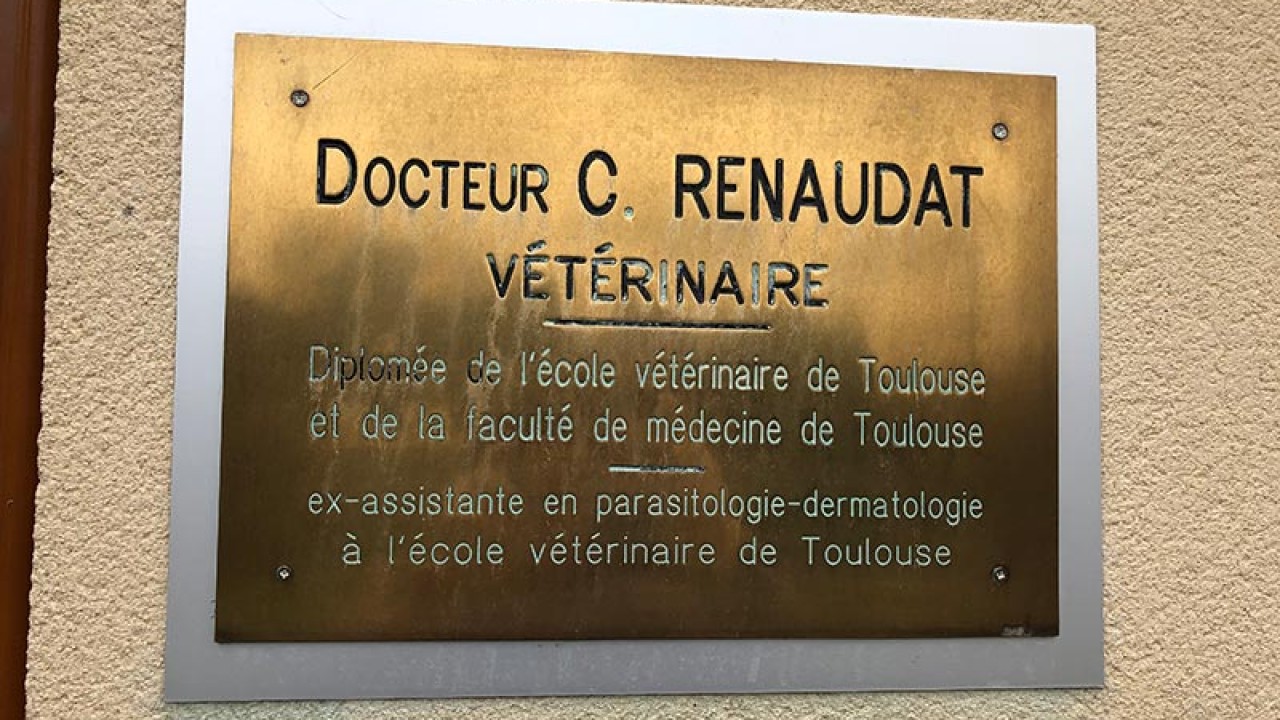 DOCTEUR C. RENAUDAT
VÉTÉRINAIRE
Diplomée de l'école vétérinaire de Toulouse
et de la faculté de médecine de Toulouse
ex-assistante en parasitologie-dermatologie
à l'école vétérinaire de Toulouse